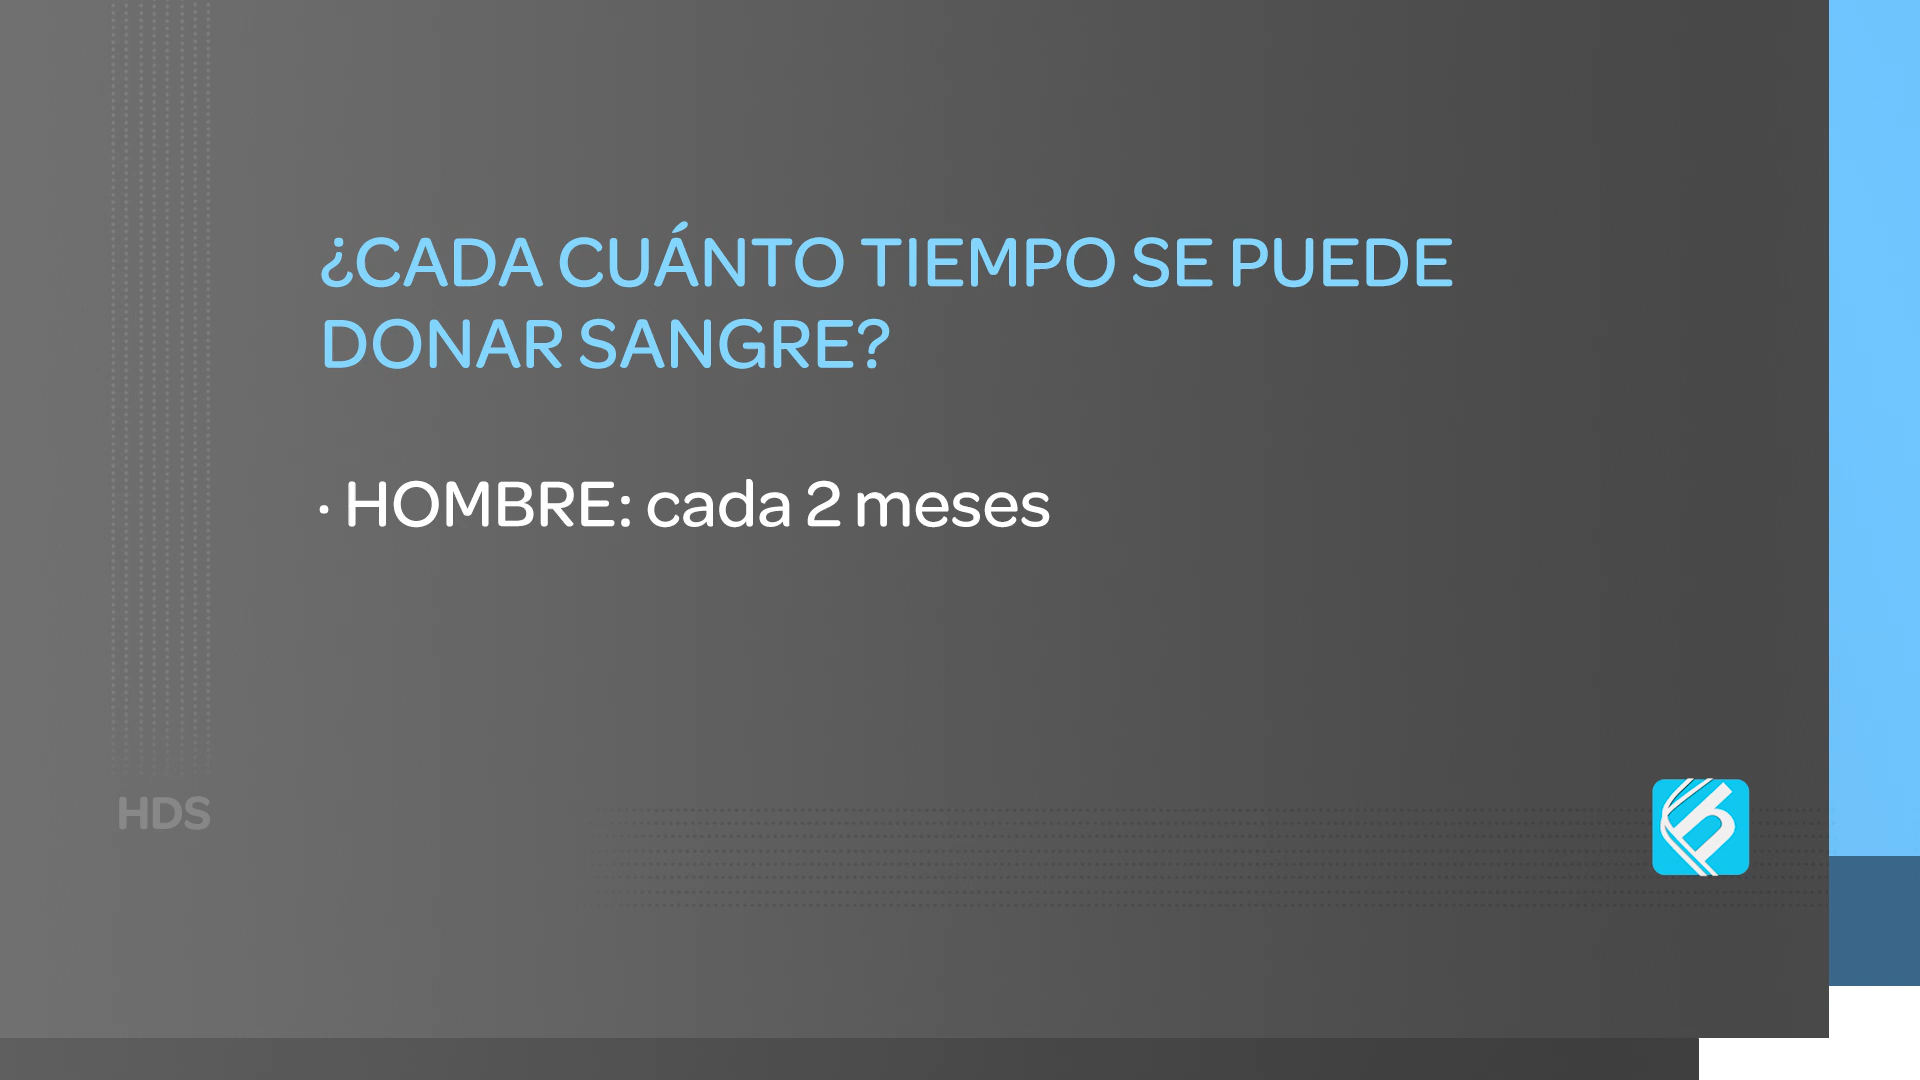 ¿CADA CUÁNTO TIEMPO SE PUEDE
DONAR SANGRE?
· HOMBRE: cada 2 meses
HDS